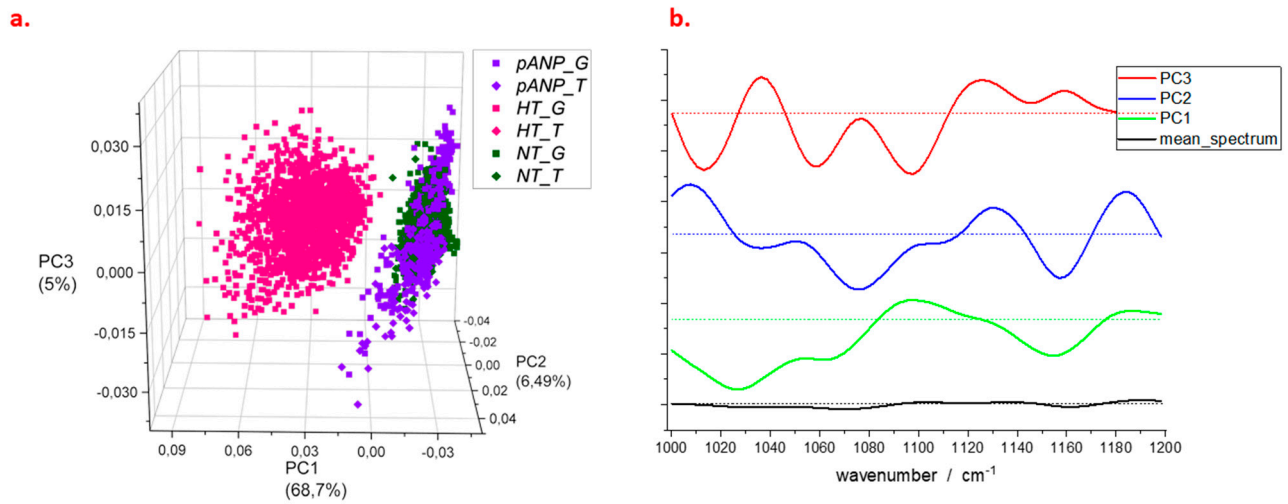 a.
pANP_G
pANP_T
HT_G
HT_T
NT_G
NT_T
0,030
0,015
0,000
-0,015
-0,030
PC3
(5%)
0,09
0,06
0,03
0,00
-0,03
PC1
(68,7%)
-0,04
-0,02
0,00
0,02
0,04
PC2
(6,49%)
b.
PC3
PC2
PC1
mean_spectrum
1000
1020
1040
1060
1080
1100
1120
1140
1160
1180
1200
wavenumber / cm⁻¹